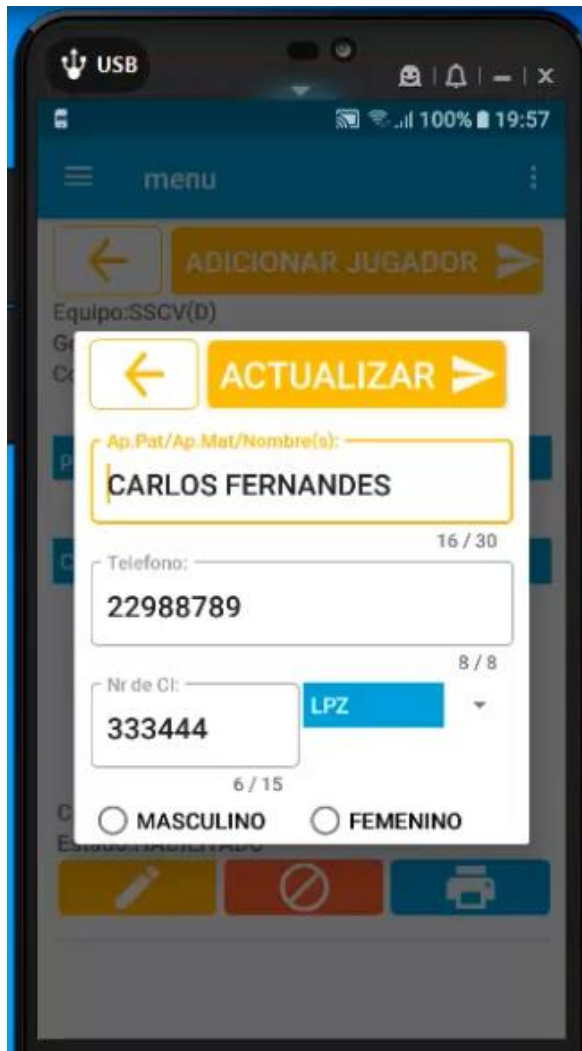 USB
100% 19:57
menu
ADICIONAR JUGADOR
Equipo:SSCV(D)
ACTUALIZAR
Ap.Pat/Ap.Mat/Nombre(s):
CARLOS FERNANDES
16 / 30
Telefono:
22988789
8 / 8
Nr de CI:
333444
LPZ
6 / 15
MASCULINO FEMENINO